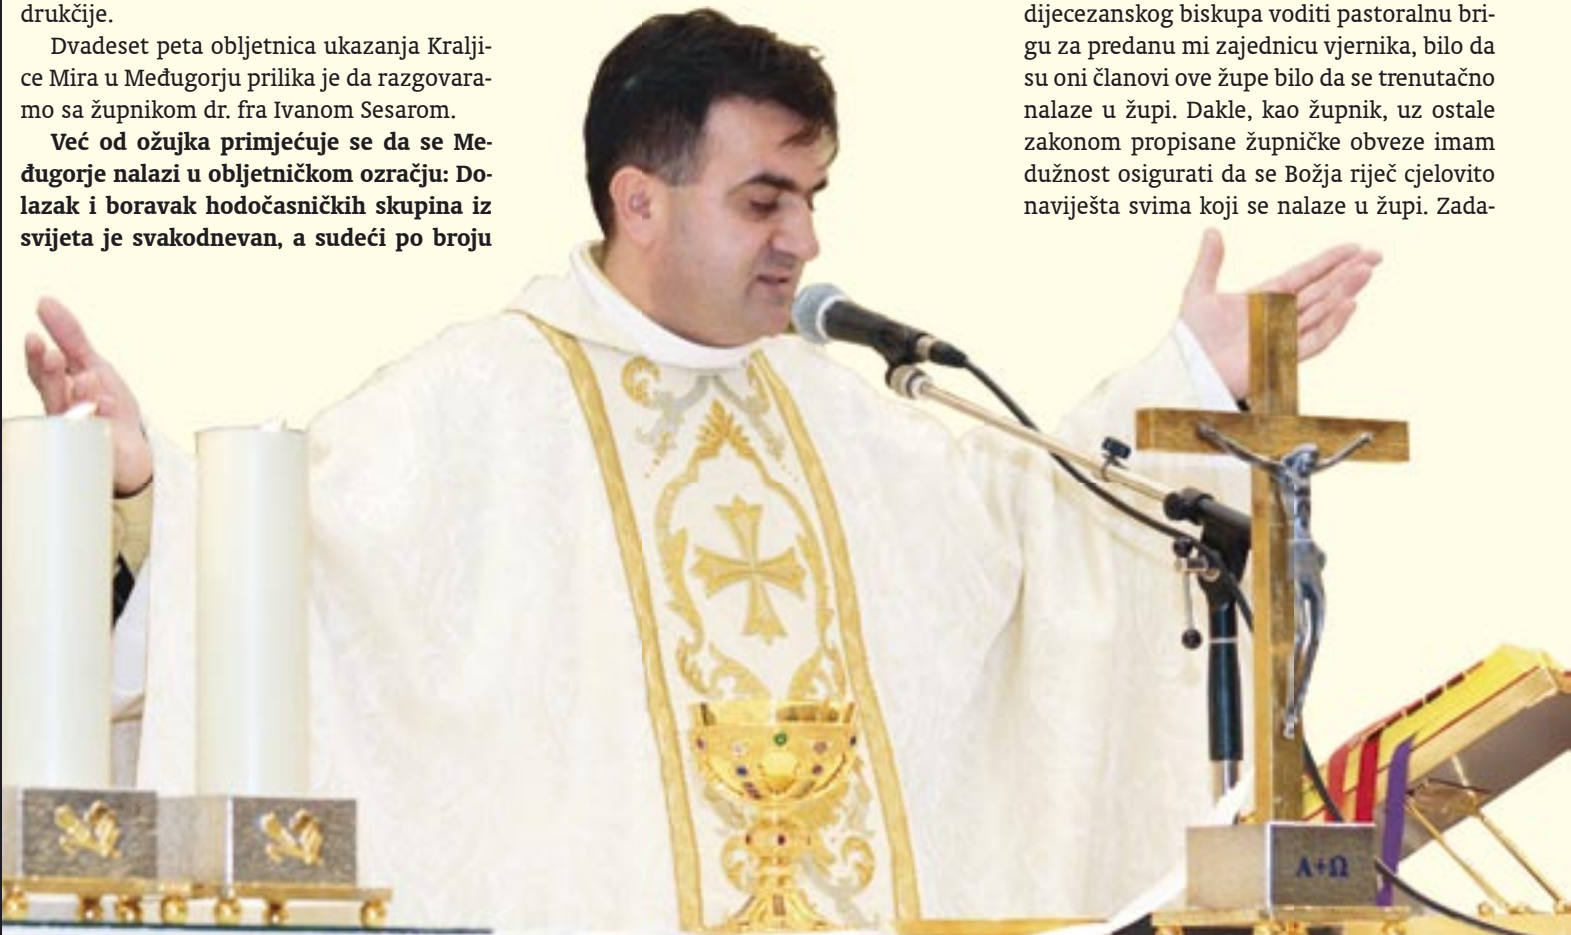 drukčije.
Dvadeset peta obljetnica ukazanja Kralji-
ce Mira u Međugorju prilika je da razgovara-
mo sa župnikom dr. fra Ivanom Sesarom.
Već od ožujka primjećuje se da se Me-
đugorje nalazi u obljetničkom ozračju: Do-
lazak i boravak hodočasničkih skupina iz
svijeta je svakodnevan, a sudeći po broju
dijecezanskog biskupa voditi pastoralnu bri-
gu za predanu mi zajednicu vjernika, bilo da
su oni članovi ove župe bilo da se trenutačno
nalaze u župi. Dakle, kao župnik, uz ostale
zakonom propisane župničke obveze imam
dužnost osigurati da se Božja riječ cjelovito
naviješta svima koji se nalaze u župi. Zada-
A+Ω